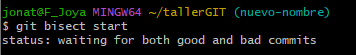 jonat@F_Joya MINGW64 ~/tallerGIT (nuevo-nombre)
$ git bisect start
status: waiting for both good and bad commits